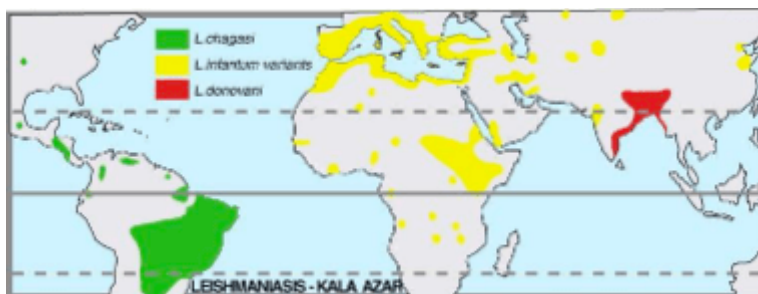 L.chagasi
L.infantum variants
L.donovani
LEISHMANIASIS - KALA AZAR